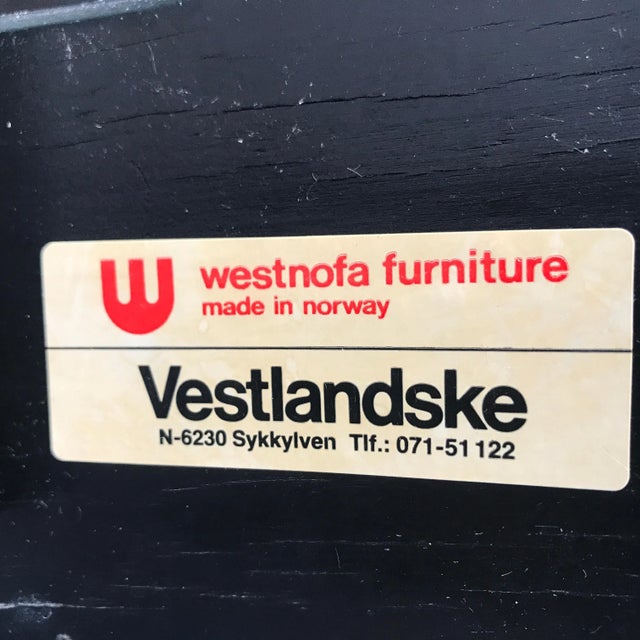 w westnofa furniture
made in norway
Vestlandske
N-6230 Sykkylven Tlf.: 071-51 122